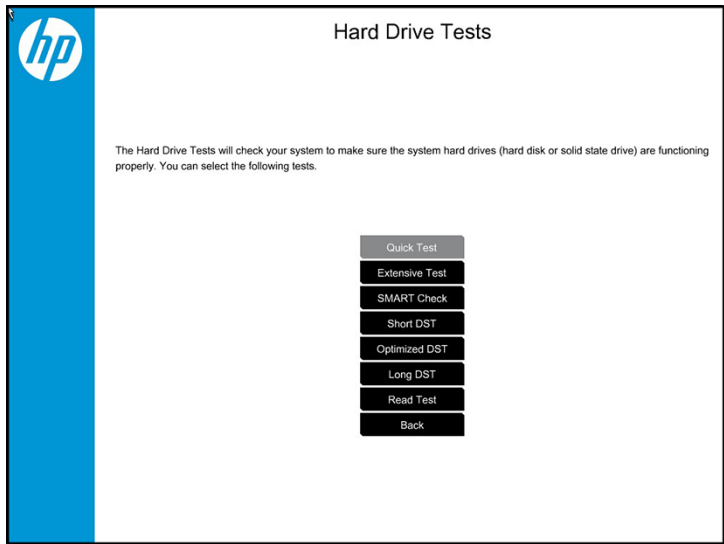 hp
Hard Drive Tests
The Hard Drive Tests will check your system to make sure the system hard drives (hard disk or solid state drive) are functioning
properly. You can select the following tests.
Quick Test
Extensive Test
SMART Check
Short DST
Optimized DST
Long DST
Read Test
Back